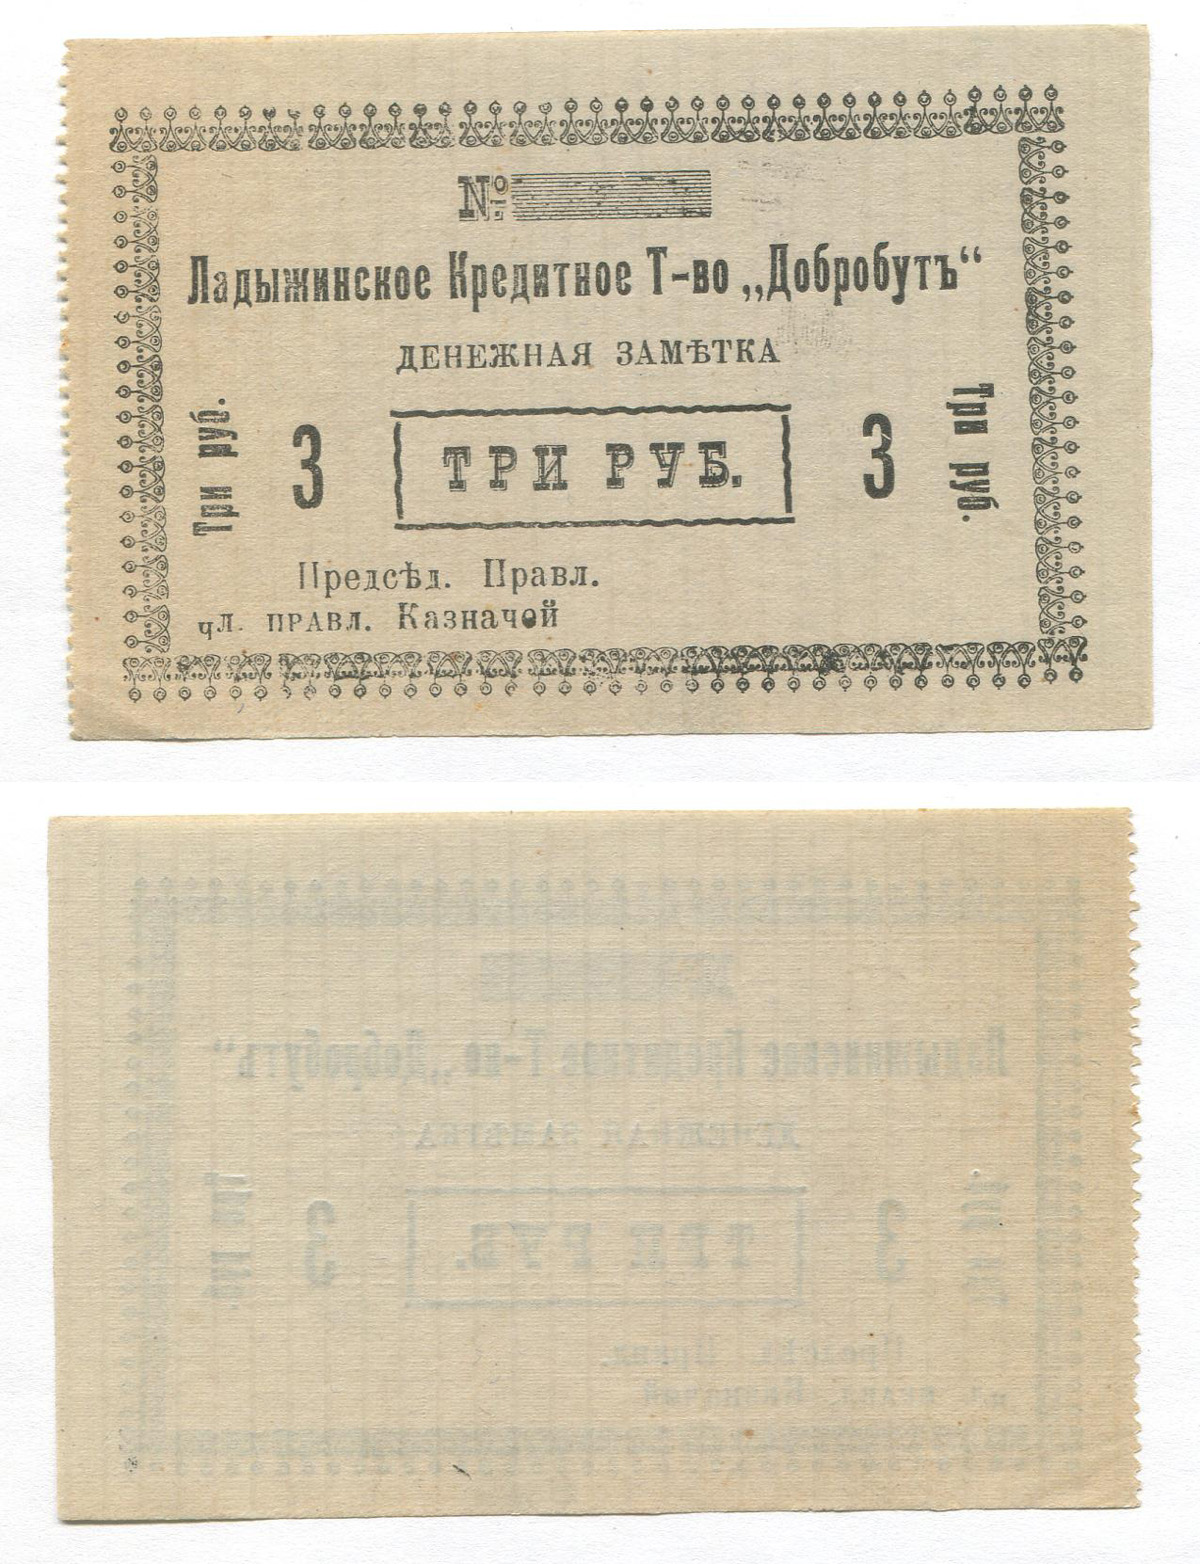 №
Ладыжинское Кредитное Т-во „Добробутъ“
ДЕНЕЖНАЯ ЗАМѢТКА
Три руб.
3
ТРИ РУБ.
3
Три руб.
Предсѣд. Правл.
чл. ПРАВЛ. Казначей